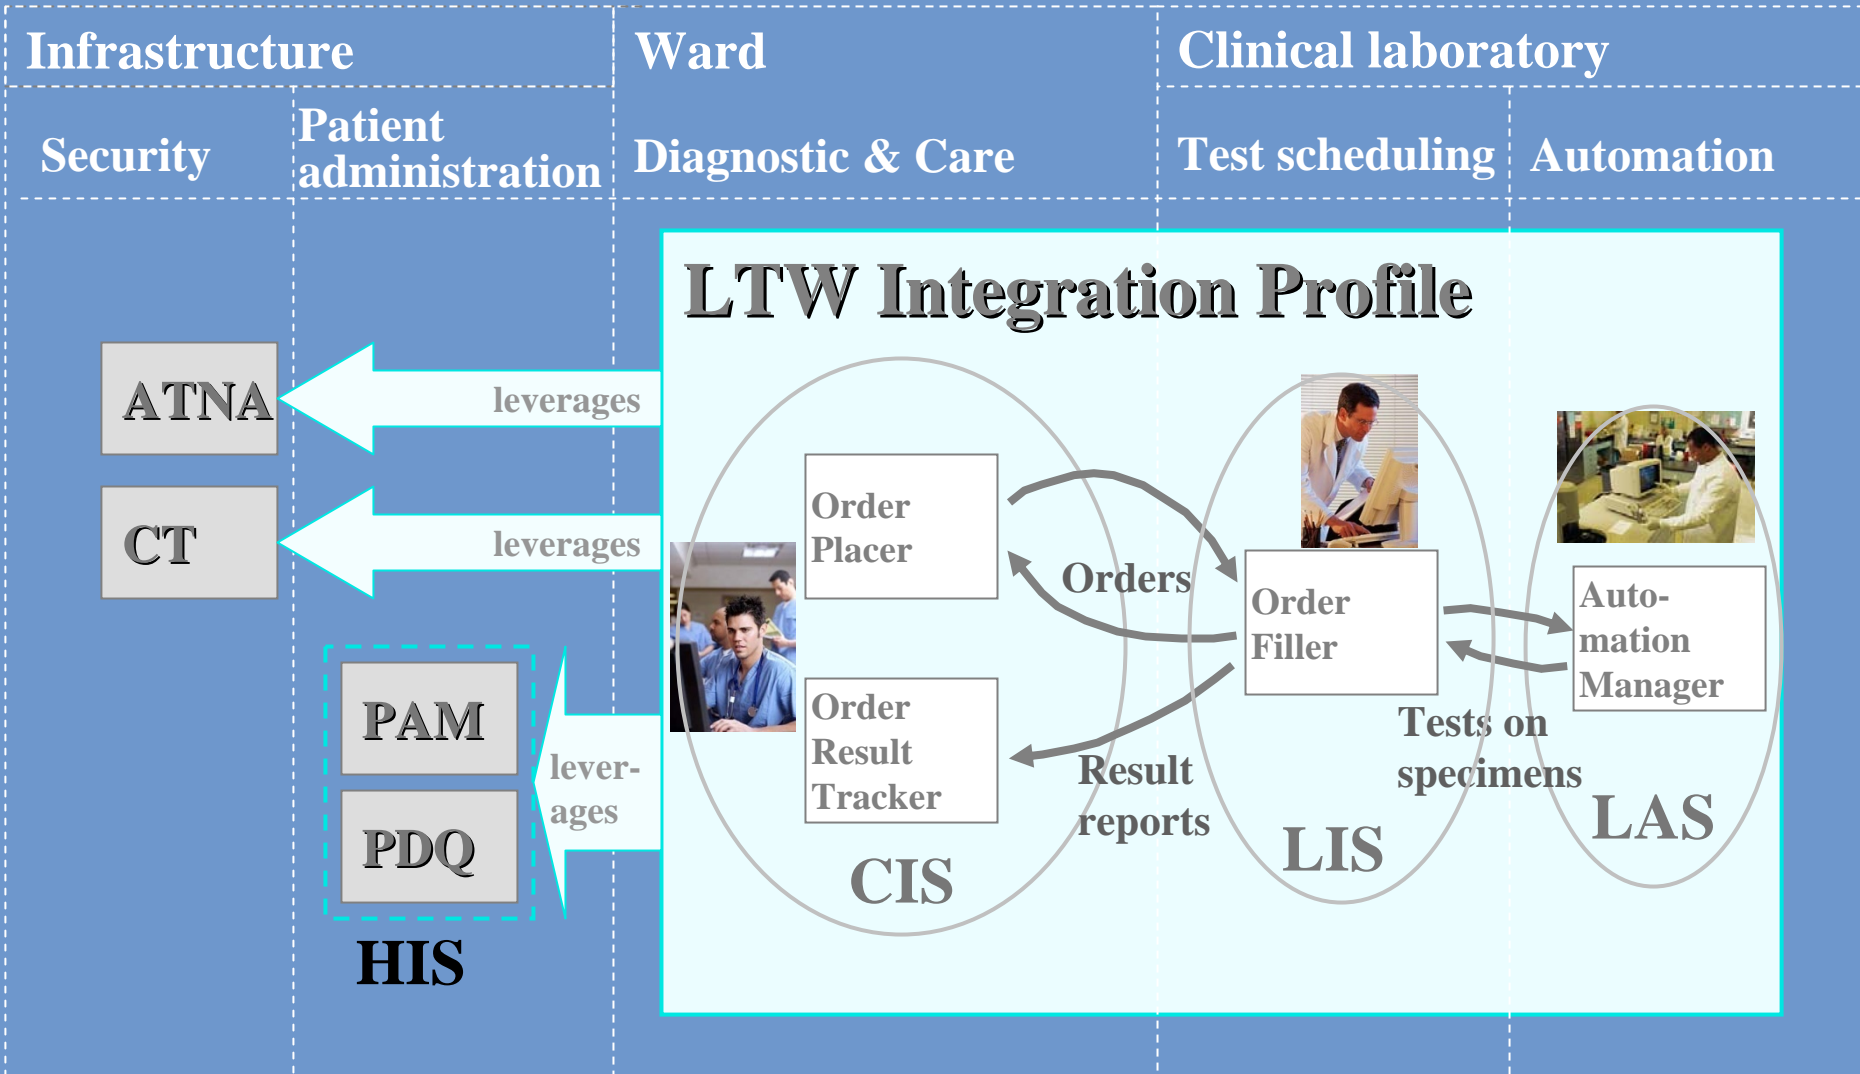 Infrastructure
Ward
Clinical laboratory
Security
Patient
administration
Diagnostic & Care
Test scheduling
Automation
LTW Integration Profile
ATNA
leverages
CT
leverages
PAM
PDQ
HIS
lever-
ages
Order
Placer
Orders
Order
Filler
Auto-
mation
Manager
Order
Result
Tracker
Result
reports
Tests on
specimens
CIS
LIS
LAS